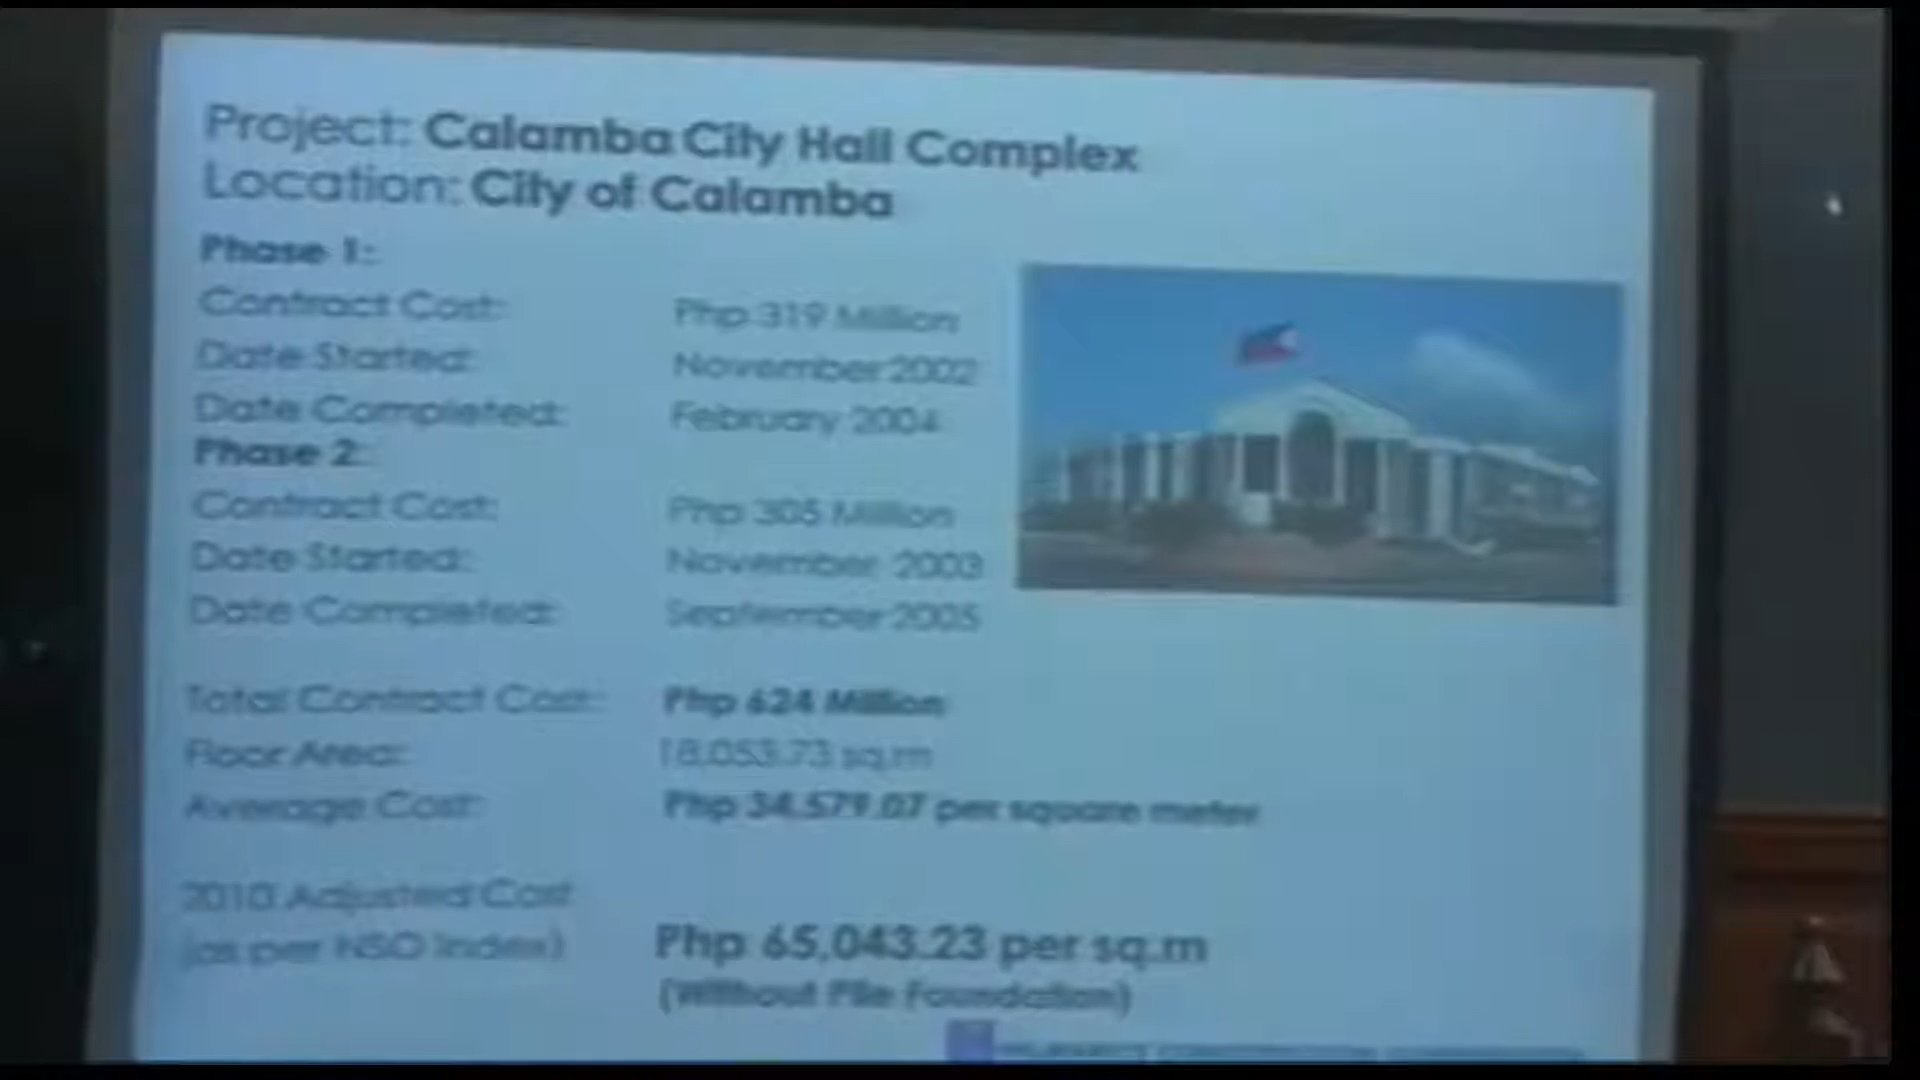 Project: Calamba City Hall Complex
Location: City of Calamba
Phase 1:
Contract Cost: Php 319 Million
Date Started: November 2002
Date Completed: February 2004
Phase 2:
Contract Cost: Php 305 Million
Date Started: November 2003
Date Completed: September 2005
Total Contract Cost: Php 624 Million
Floor Area: 18,053.73 sq.m
Average Cost: Php 34,579.07 per square meter
2010 Adjusted Cost
(as per NSO Index) Php 65,043.23 per sq.m
(Without Pile Foundation)